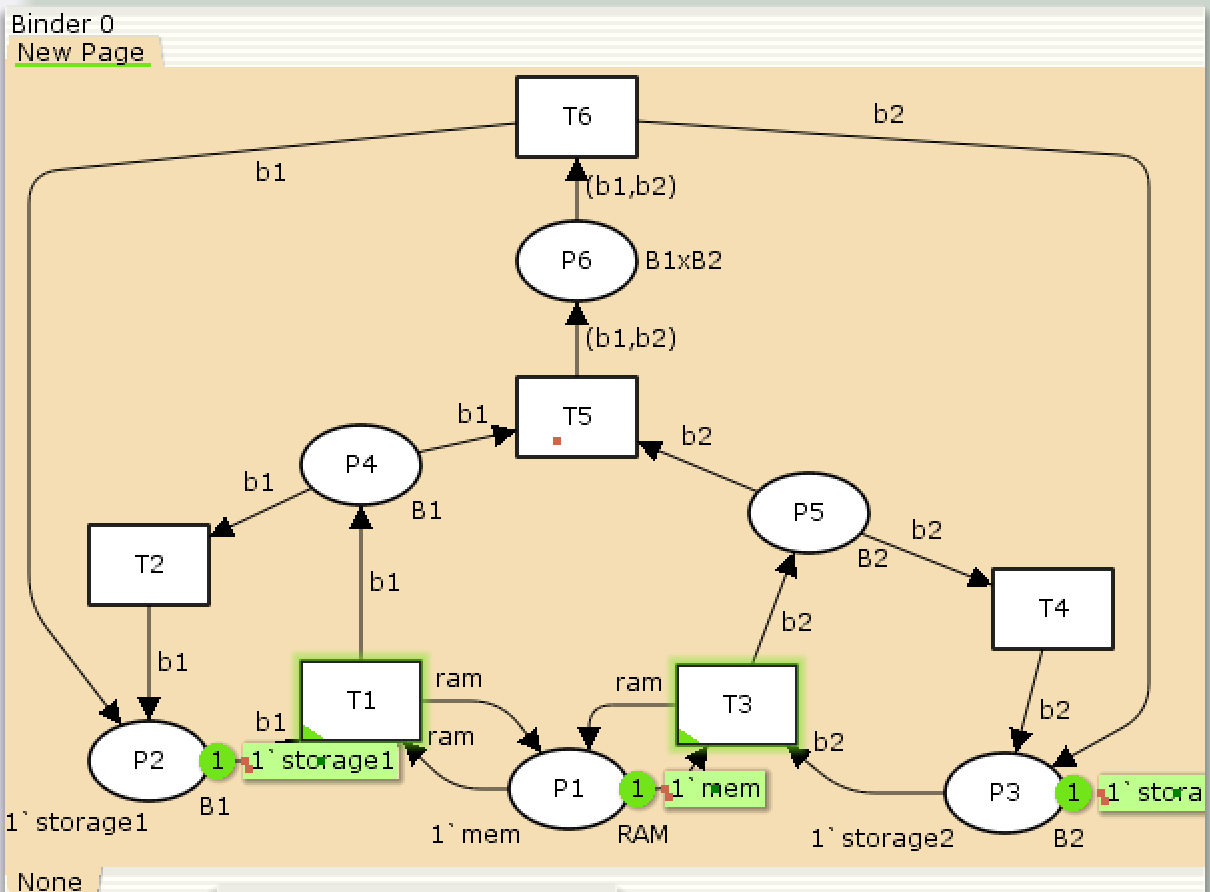 Binder 0
New Page
T6
b2
b1
(b1,b2)
P6
B1xB2
(b1,b2)
b1
T5
b2
P4
b1
B1
P5
b2
B2
T2
b1
T4
b2
b1
T1
ram
ram
T3
b2
b1
ram
b2
P2
1
1`storage1
P1
1
1`mem
P3
1
1`stora
B1
1`storage1
1`mem
RAM
1`storage2
B2
None